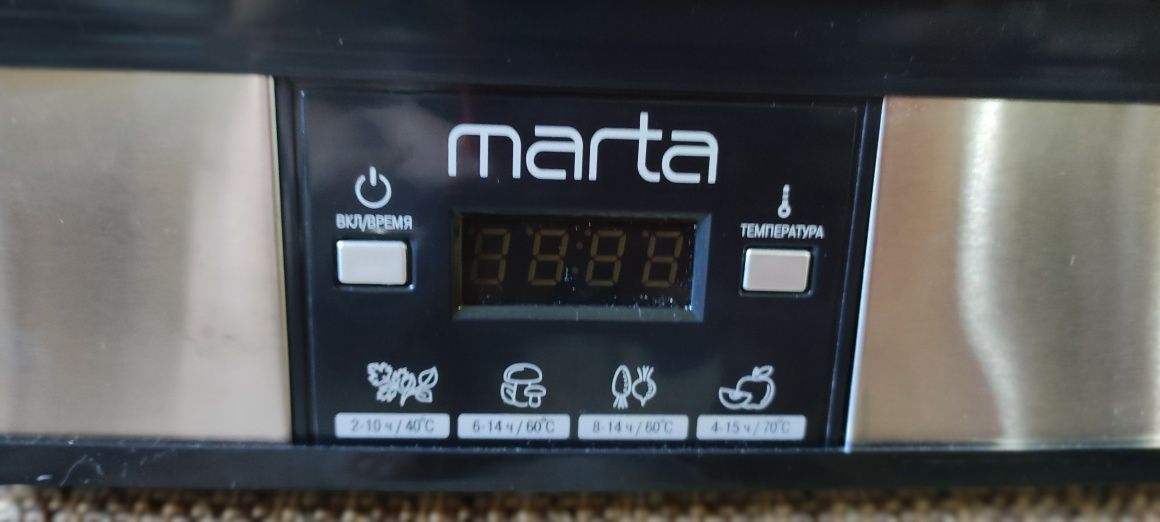 marta
ВКЛ/ВРЕМЯ
ТЕМПЕРАТУРА
2-10 ч / 40°C
6-14 ч / 60°C
8-14 ч / 60°C
4-15 ч / 70°C